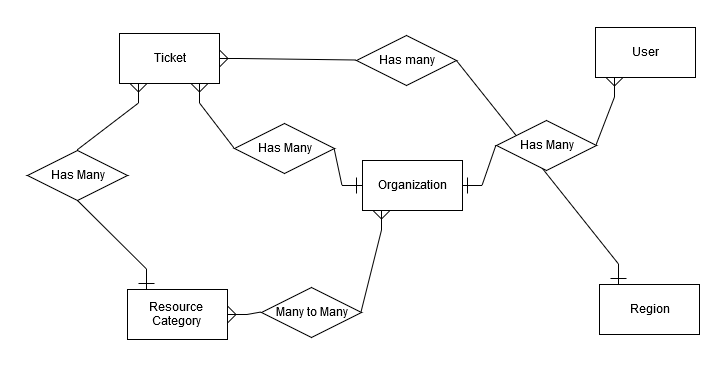 Ticket
User
Has many
Has Many
Has Many
Has Many
Organization
Resource
Category
Many to Many
Region